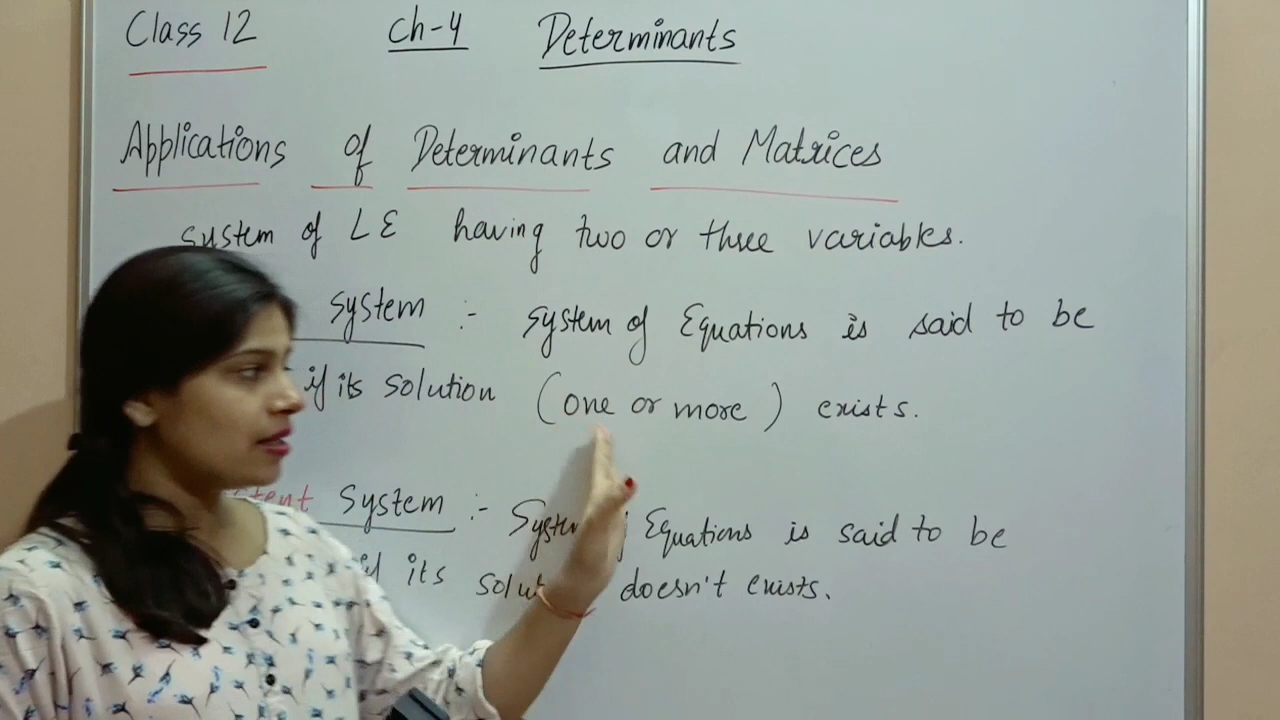 Class 12 Ch-4 Determinants
Applications of Determinants and Matrices
system of LE having two or three variables.
system :- system of Equations is said to be
if its solution (one or more) exists.
System :- System Equations is said to be
its doesn't exists.